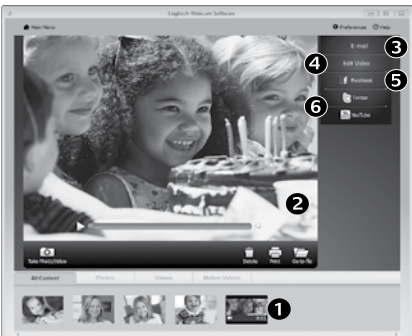 Logitech Webcam Software
Main Menu
Preferences Help
E-mail 3
4 Edit Video
Facebook 5
6 Twitter
YouTube
2
Take Photo/Video
Delete Print Go-to-file
All Content Photos Videos Motion Videos
1